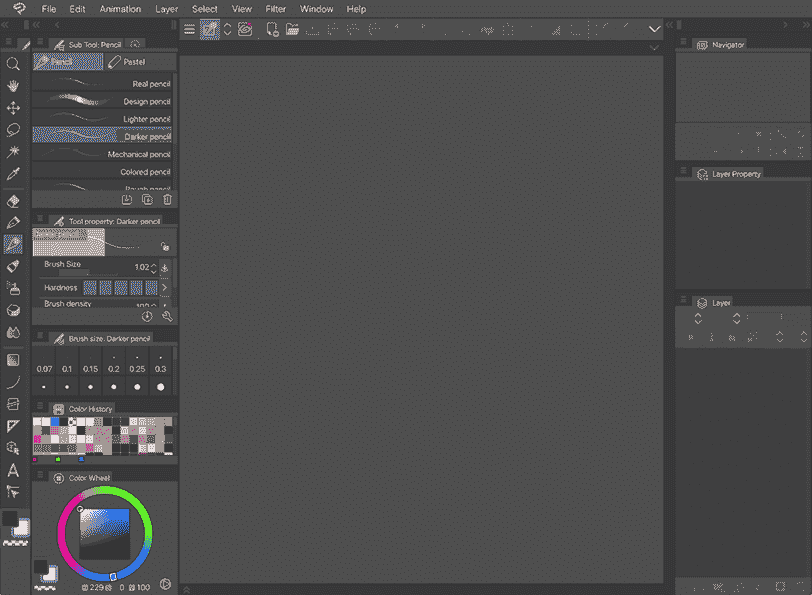 File Edit Animation Layer Select View Filter Window Help
Sub Tool: Pencil
Pencil Pastel
Real pencil
Design pencil
Lighter pencil
Darker pencil
Mechanical pencil
Colored pencil
Rough pencil
Tool property: Darker pencil
Brush Size 1.02
Hardness
Brush density 100
Brush size: Darker pencil
0.07 0.1 0.15 0.2 0.25 0.3
Color History
Color Wheel
229 0 100
Navigator
Layer Property
Layer